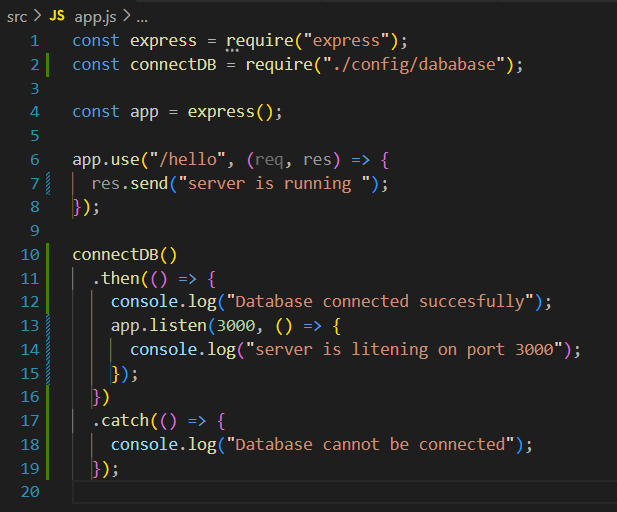 src > JS app.js > ...
1 const express = require("express");
2 const connectDB = require("./config/dababase");
3
4 const app = express();
5
6 app.use("/hello", (req, res) => {
7   res.send("server is running ");
8 });
9
10 connectDB()
11   .then(() => {
12     console.log("Database connected succesfully");
13     app.listen(3000, () => {
14       console.log("server is litening on port 3000");
15     });
16   })
17   .catch(() => {
18     console.log("Database cannot be connected");
19   });
20